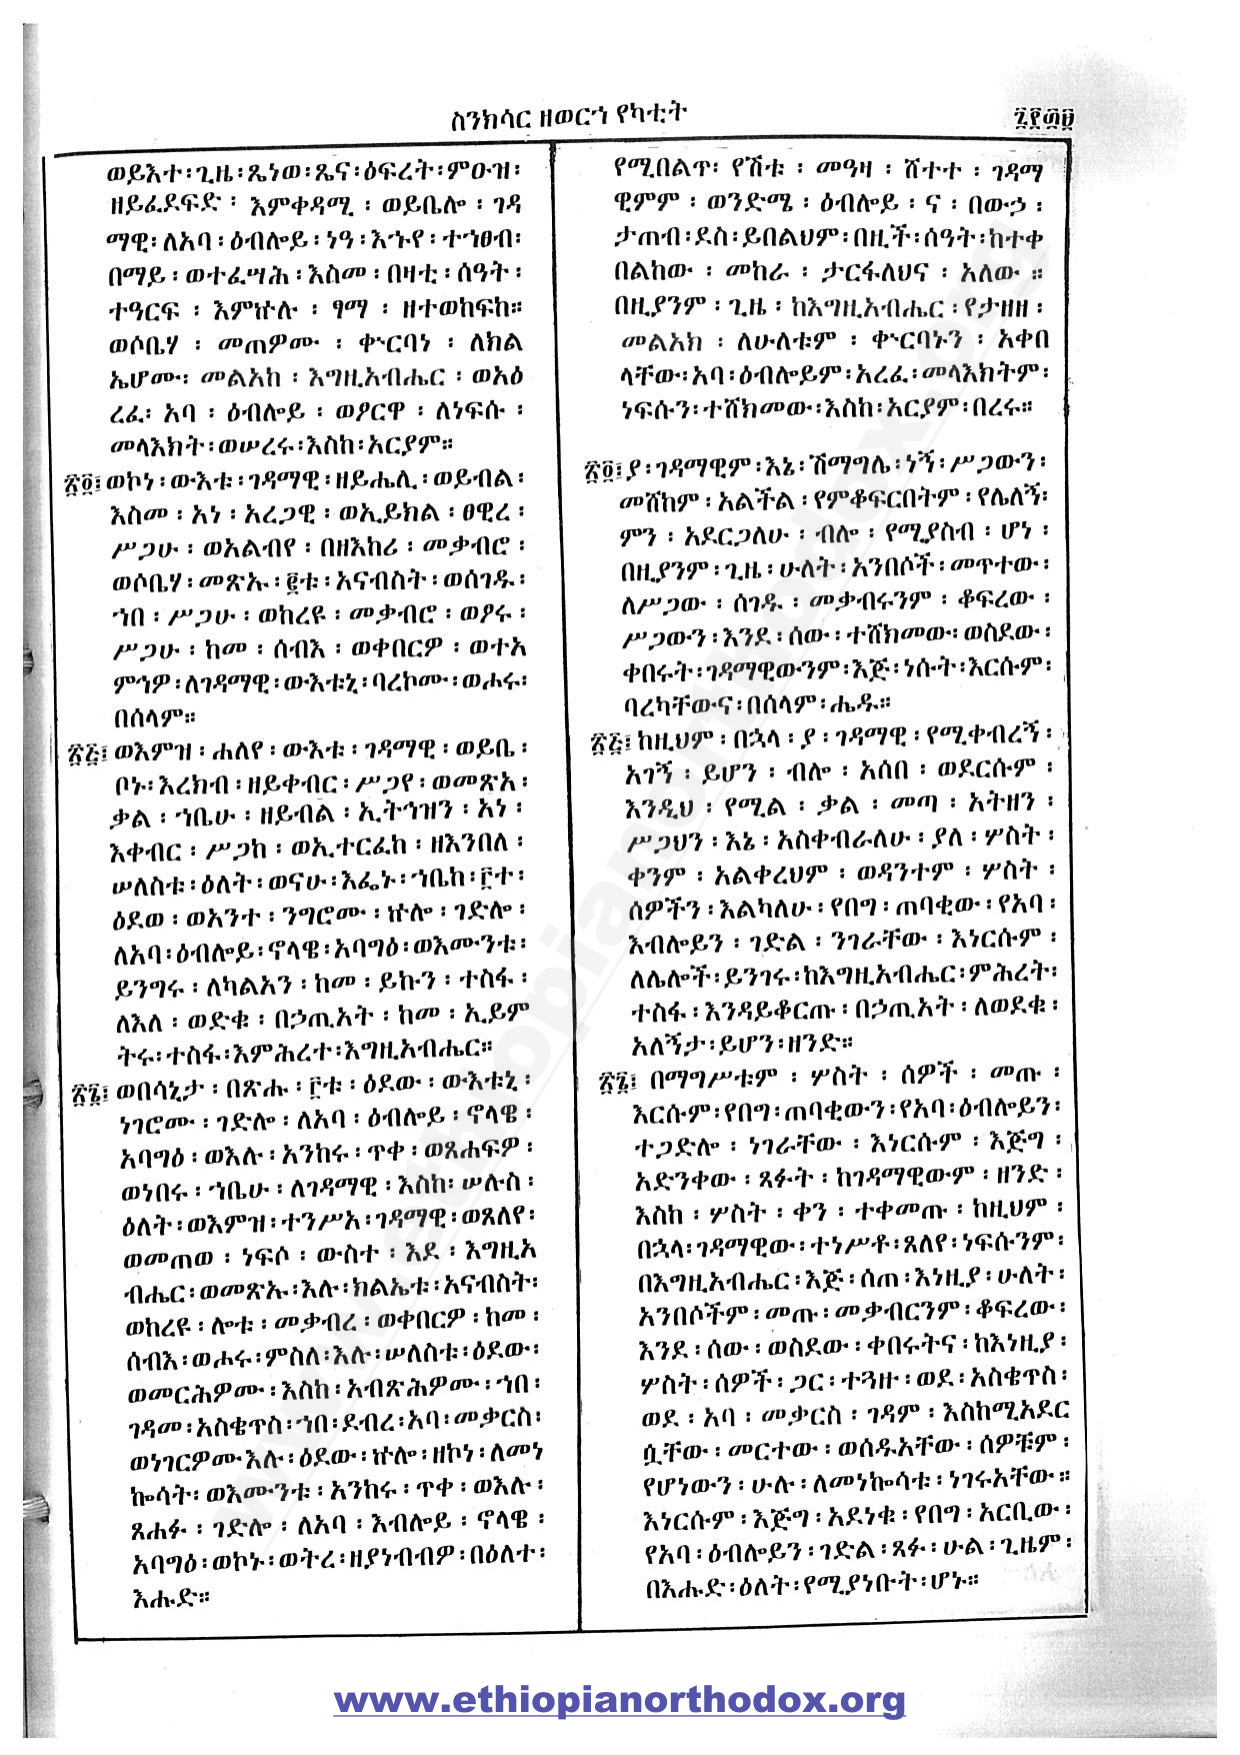 ስንክሳር ዘወርኀ የካቲት
፯፻፴፱
ወይእተ ፡ ጊዜ ፡ ጼነወ ፡ ጼና ፡ ዕፍረት ፡ ምዑዝ ፡
ዘይፈደፍድ ፡ እምቀዳሚ ፡ ወይቤሎ ፡ ገዳ
ማዊ ፡ ለአባ ፡ ዕብሎይ ፡ ነዓ ፡ እኁየ ፡ ተኀፀብ ፡
በማይ ፡ ወተፈሣሕ ፡ እስመ ፡ በዛቲ ፡ ሰዓት ፡
ተዓርፍ ፡ እምኵሉ ፡ ፃማ ፡ ዘተወከፍከ ።
ወሶቤሃ ፡ መጠዎሙ ፡ ቍርባነ ፡ ለክል
ኤሆሙ ፡ መልአከ ፡ እግዚአብሔር ፡ ወአዕ
ረፈ ፡ አባ ፡ ዕብሎይ ፡ ወፆርዋ ፡ ለነፍሱ ፡
መላእክት ፡ ወሠረሩ ፡ እስከ ፡ አርያም ።
፳፬፤ ወኮነ ፡ ውእቱ ፡ ገዳማዊ ፡ ዘይሔሊ ፡ ወይብል ፡
እስመ ፡ አነ ፡ አረጋዊ ፡ ወኢይክል ፡ ፀዊረ ፡
ሥጋሁ ፡ ወአልብየ ፡ በዘእከሪ ፡ መቃብሮ ፡
ወሶቤሃ ፡ መጽኡ ፡ ፪ቱ ፡ አናብስት ፡ ወሰገዱ ፡
ኀበ ፡ ሥጋሁ ፡ ወከረዩ ፡ መቃብሮ ፡ ወፆሩ ፡
ሥጋሁ ፡ ከመ ፡ ሰብእ ፡ ወቀበርዎ ፡ ወተአ
ምኅዎ ፡ ለገዳማዊ ፡ ውእቱኒ ፡ ባረኮሙ ፡ ወሐሩ ፡
በሰላም ።
፳፭፤ ወእምዝ ፡ ሐለየ ፡ ውእቱ ፡ ገዳማዊ ፡ ወይቤ ፡
ቦኑ ፡ እረክብ ፡ ዘይቀብር ፡ ሥጋየ ፡ ወመጽአ ፡
ቃል ፡ ኀቤሁ ፡ ዘይብል ፡ ኢትኅዝን ፡ አነ ፡
እቀብር ፡ ሥጋከ ፡ ወኢተርፈከ ፡ ዘእንበለ ፡
ሠለስቱ ፡ ዕለት ፡ ወናሁ ፡ እፌኑ ፡ ኀቤከ ፡ ፫ተ ፡
ዕደወ ፡ ወአንተ ፡ ንግሮሙ ፡ ኵሎ ፡ ገድሎ ፡
ለአባ ፡ ዕብሎይ ፡ ኖላዌ ፡ አባግዕ ፡ ወእሙንቱ ፡
ይንግሩ ፡ ለካልአን ፡ ከመ ፡ ይኩን ፡ ተስፋ ፡
ለእለ ፡ ወድቁ ፡ በኃጢአት ፡ ከመ ፡ ኢይም
ትሩ ፡ ተስፋ ፡ እምሕረተ ፡ እግዚአብሔር ።
፳፮፤ ወበሳኒታ ፡ በጽሑ ፡ ፫ቱ ፡ ዕደው ፡ ውእቱኒ ፡
ነገሮሙ ፡ ገድሎ ፡ ለአባ ፡ ዕብሎይ ፡ ኖላዌ ፡
አባግዕ ፡ ወእሉ ፡ አንከሩ ፡ ጥቀ ፡ ወጸሐፍዎ ፡
ወነበሩ ፡ ኀቤሁ ፡ ለገዳማዊ ፡ እስከ ፡ ሠሉስ ፡
ዕለት ፡ ወእምዝ ፡ ተንሥአ ፡ ገዳማዊ ፡ ወጸለየ ፡
ወመጠወ ፡ ነፍሶ ፡ ውስተ ፡ እደ ፡ እግዚአ
ብሔር ፡ ወመጽኡ ፡ እሉ ፡ ክልኤቱ ፡ አናብስት ፡
ወከረዩ ፡ ሎቱ ፡ መቃብረ ፡ ወቀበርዎ ፡ ከመ ፡
ሰብእ ፡ ወሐሩ ፡ ምስለ ፡ እሉ ፡ ሠለስቱ ፡ ዕደው ፡
ወመርሕዎሙ ፡ እስከ ፡ አብጽሕዎሙ ፡ ኀበ ፡
ገዳመ ፡ አስቄጥስ ፡ ኀበ ፡ ደብረ ፡ አባ ፡ መቃርስ ፡
ወነገርዎሙ እሉ ፡ ዕደው ፡ ኵሎ ፡ ዘኮነ ፡ ለመነ
ኰሳት ፡ ወእሙንቱ ፡ አንከሩ ፡ ጥቀ ፡ ወእሉ ፡
ጸሐፉ ፡ ገድሎ ፡ ለአባ ፡ እብሎይ ፡ ኖላዌ ፡
አባግዕ ፡ ወኮኑ ፡ ወትረ ፡ ዘያነብብዎ ፡ በዕለተ ፡
እሑድ ።
የሚበልጥ ፡ የሽቱ ፡ መዓዛ ፡ ሸተተ ፡ ገዳማ
ዊምም ፡ ወንድሜ ፡ ዕብሎይ ፡ ና ፡ በውኃ ፡
ታጠብ ፡ ደስ ፡ ይበልህም ፡ በዚች ፡ ሰዓት ፡ ከተቀ
በልከው ፡ መከራ ፡ ታርፋለህና ፡ አለው ።
በዚያንም ፡ ጊዜ ፡ ከእግዚአብሔር ፡ የታዘዘ ፡
መልአክ ፡ ለሁለቱም ፡ ቍርባኑን ፡ አቀበ
ላቸው ፡ አባ ፡ ዕብሎይም ፡ አረፈ ፡ መላእክትም ፡
ነፍሱን ፡ ተሸክመው ፡ እስከ ፡ አርያም ፡ በረሩ ።
፳፬፤ ያ ፡ ገዳማዊም ፡ እኔ ፡ ሽማግሌ ፡ ነኝ ፡ ሥጋውን ፡
መሸከም ፡ አልችል ፡ የምቆፍርበትም ፡ የሌለኝ ፡
ምን ፡ አደርጋለሁ ፡ ብሎ ፡ የሚያስብ ፡ ሆነ ፡
በዚያንም ፡ ጊዜ ፡ ሁለት ፡ አንበሶች ፡ መጥተው ፡
ለሥጋው ፡ ሰገዱ ፡ መቃብሩንም ፡ ቆፍረው ፡
ሥጋውን ፡ እንደ ፡ ሰው ፡ ተሸክመው ፡ ወስደው ፡
ቀበሩት ፡ ገዳማዊውንም ፡ እጅ ፡ ነሱት ፡ እርሱም ፡
ባረካቸውና ፡ በሰላም ፡ ሔዱ ።
፳፭፤ ከዚህም ፡ በኋላ ፡ ያ ፡ ገዳማዊ ፡ የሚቀብረኝ ፡
አገኝ ፡ ይሆን ፡ ብሎ ፡ አሰበ ፡ ወደርሱም ፡
እንዲህ ፡ የሚል ፡ ቃል ፡ መጣ ፡ አትዘን ፡
ሥጋህን ፡ እኔ ፡ አስቀብራለሁ ፡ ያለ ፡ ሦስት ፡
ቀንም ፡ አልቀረህም ፡ ወዳንተም ፡ ሦስት ፡
ሰዎችን ፡ እልካለሁ ፡ የበግ ፡ ጠባቂው ፡ የአባ ፡
እብሎይን ፡ ገድል ፡ ንገራቸው ፡ እነርሱም ፡
ለሌሎች ፡ ይንገሩ ፡ ከእግዚአብሔር ፡ ምሕረት ፡
ተስፋ ፡ እንዳይቆርጡ ፡ በኃጢአት ፡ ለወደቁ ፡
አለኝታ ፡ ይሆን ፡ ዘንድ ።
፳፮፤ በማግሥቱም ፡ ሦስት ፡ ሰዎች ፡ መጡ ፡
እርሱም ፡ የበግ ፡ ጠባቂውን ፡ የአባ ፡ ዕብሎይን ፡
ተጋድሎ ፡ ነገራቸው ፡ እነርሱም ፡ እጅግ ፡
አድንቀው ፡ ጸፉት ፡ ከገዳማዊውም ፡ ዘንድ ፡
እስከ ፡ ሦስት ፡ ቀን ፡ ተቀመጡ ፡ ከዚህም ፡
በኋላ ፡ ገዳማዊው ፡ ተነሥቶ ፡ ጸለየ ፡ ነፍሱንም ፡
በእግዚአብሔር ፡ እጅ ፡ ሰጠ ፡ እነዚያ ፡ ሁለት ፡
አንበሶችም ፡ መጡ ፡ መቃብርንም ፡ ቆፍረው ፡
እንደ ፡ ሰው ፡ ወስደው ፡ ቀበሩትና ፡ ከእነዚያ ፡
ሦስት ፡ ሰዎች ፡ ጋር ፡ ተጓዙ ፡ ወደ ፡ አስቄጥስ ፡
ወደ ፡ አባ ፡ መቃርስ ፡ ገዳም ፡ እስከሚአደር
ሷቸው ፡ መርተው ፡ ወሰዱአቸው ፡ ሰዎቹም ፡
የሆነውን ፡ ሁሉ ፡ ለመነኰሳቱ ፡ ነገሩአቸው ።
እነርሱም ፡ እጅግ ፡ አደነቁ ፡ የበግ ፡ አርቢው ፡
የአባ ፡ ዕብሎይን ፡ ገድል ፡ ጸፉ ፡ ሁል ፡ ጊዜም ፡
በእሑድ ፡ ዕለት ፡ የሚያነቡት ፡ ሆኑ ።
www.ethiopianorthodox.org
www.ethiopianorthodox.org